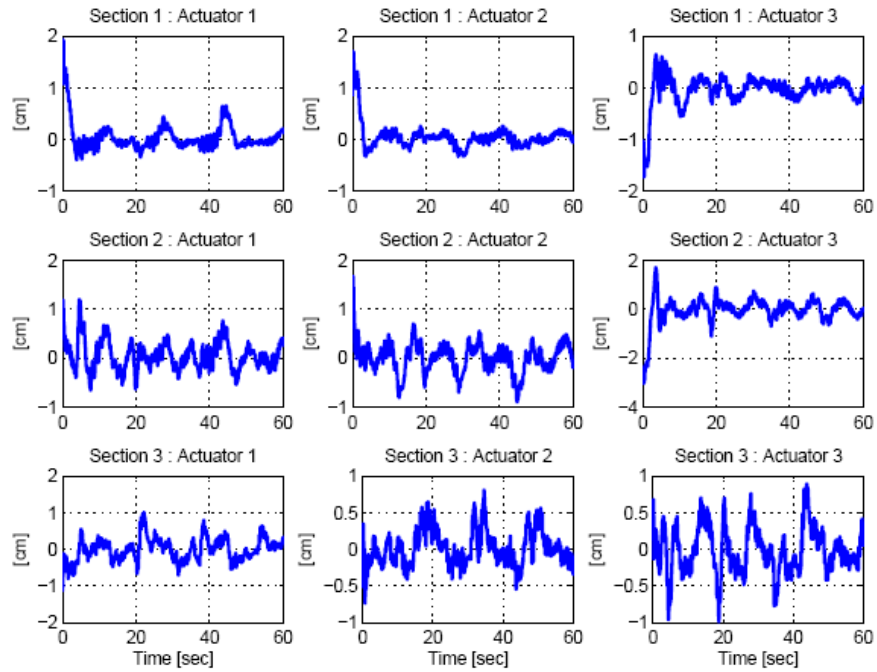 Section 1 : Actuator 1 Section 1 : Actuator 2 Section 1 : Actuator 3
2 2 1
1 1 0
0 0 −1
−1 −1 −2
[cm] [cm] [cm]
0 20 40 60 0 20 40 60 0 20 40 60
Section 2 : Actuator 1 Section 2 : Actuator 2 Section 2 : Actuator 3
2 2 2
1 1 0
0 0 −2
−1 −1 −4
[cm] [cm] [cm]
0 20 40 60 0 20 40 60 0 20 40 60
Section 3 : Actuator 1 Section 3 : Actuator 2 Section 3 : Actuator 3
2 1 1
1 0.5 0.5
0 0 0
−1 −0.5 −0.5
−2 −1 −1
[cm] [cm] [cm]
0 20 40 60 0 20 40 60 0 20 40 60
Time [sec] Time [sec] Time [sec]